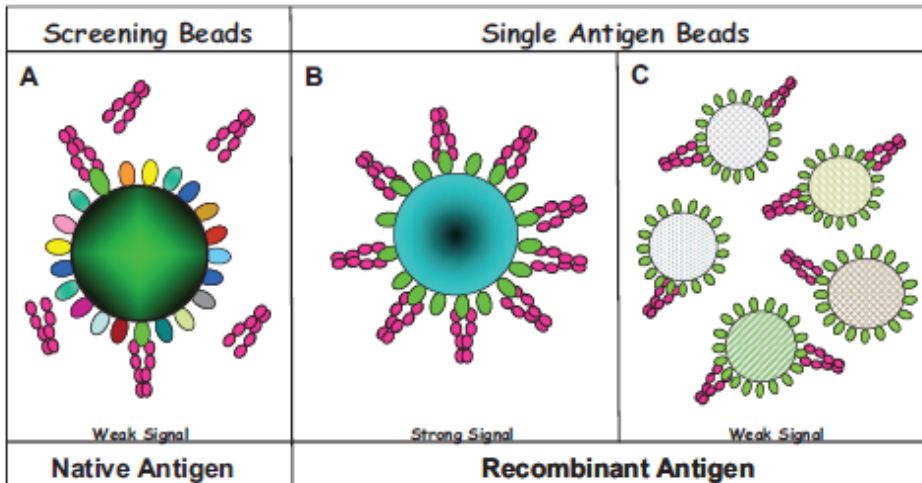 Screening Beads
Single Antigen Beads
A
B
C
Weak Signal
Strong Signal
Weak Signal
Native Antigen
Recombinant Antigen